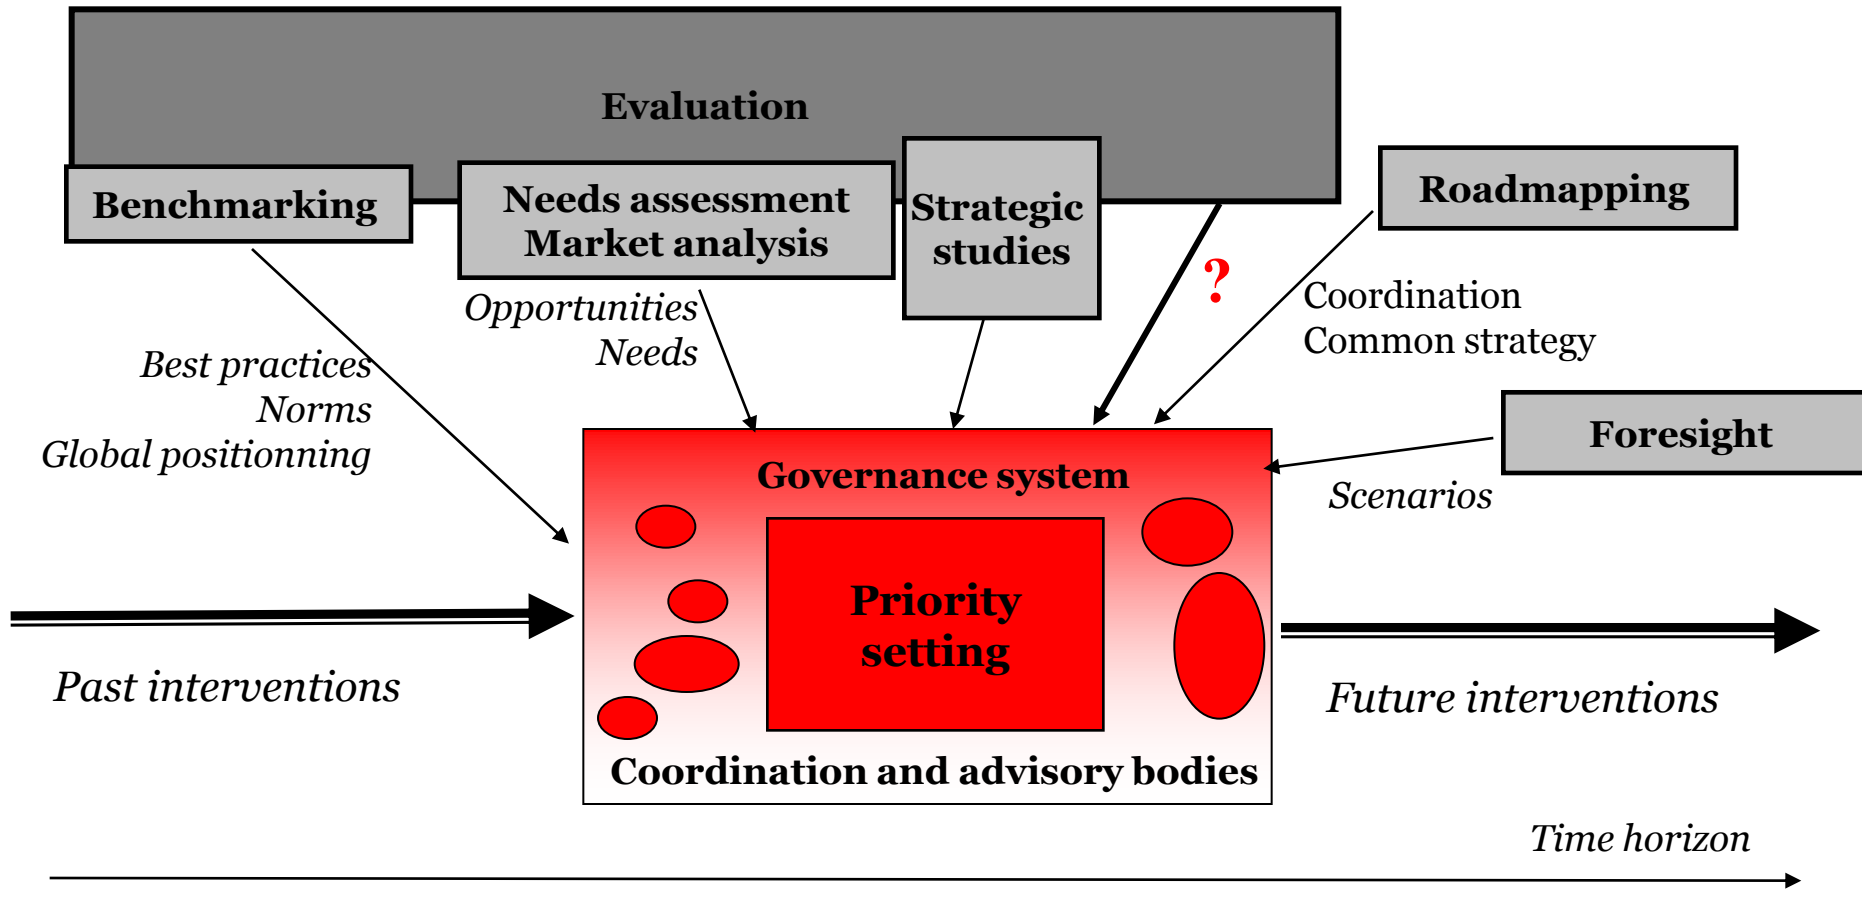 Evaluation
Benchmarking
Needs assessment
Market analysis
Strategic
studies
Roadmapping
?
Opportunities
Needs
Coordination
Common strategy
Best practices
Norms
Global positionning
Foresight
Scenarios
Governance system
Priority
setting
Past interventions
Future interventions
Coordination and advisory bodies
Time horizon